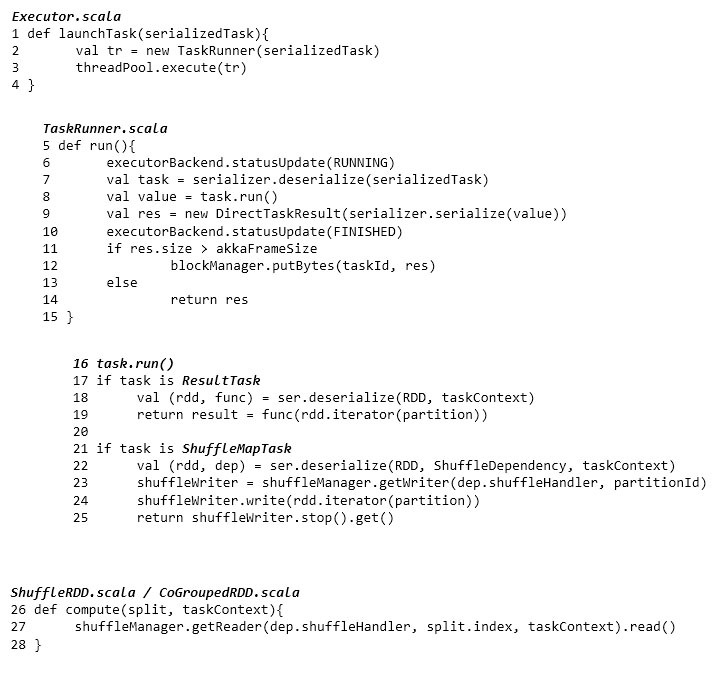 Executor.scala
1 def launchTask(serializedTask){
2 val tr = new TaskRunner(serializedTask)
3 threadPool.execute(tr)
4 }
TaskRunner.scala
5 def run(){
6 executorBackend.statusUpdate(RUNNING)
7 val task = serializer.deserialize(serializedTask)
8 val value = task.run()
9 val res = new DirectTaskResult(serializer.serialize(value))
10 executorBackend.statusUpdate(FINISHED)
11 if res.size > akkaFrameSize
12 blockManager.putBytes(taskId, res)
13 else
14 return res
15 }
16 task.run()
17 if task is ResultTask
18 val (rdd, func) = ser.deserialize(RDD, taskContext)
19 return result = func(rdd.iterator(partition))
20
21 if task is ShuffleMapTask
22 val (rdd, dep) = ser.deserialize(RDD, ShuffleDependency, taskContext)
23 shuffleWriter = shuffleManager.getWriter(dep.shuffleHandler, partitionId)
24 shuffleWriter.write(rdd.iterator(partition))
25 return shuffleWriter.stop().get()
ShuffleRDD.scala / CoGroupedRDD.scala
26 def compute(split, taskContext){
27 shuffleManager.getReader(dep.shuffleHandler, split.index, taskContext).read()
28 }